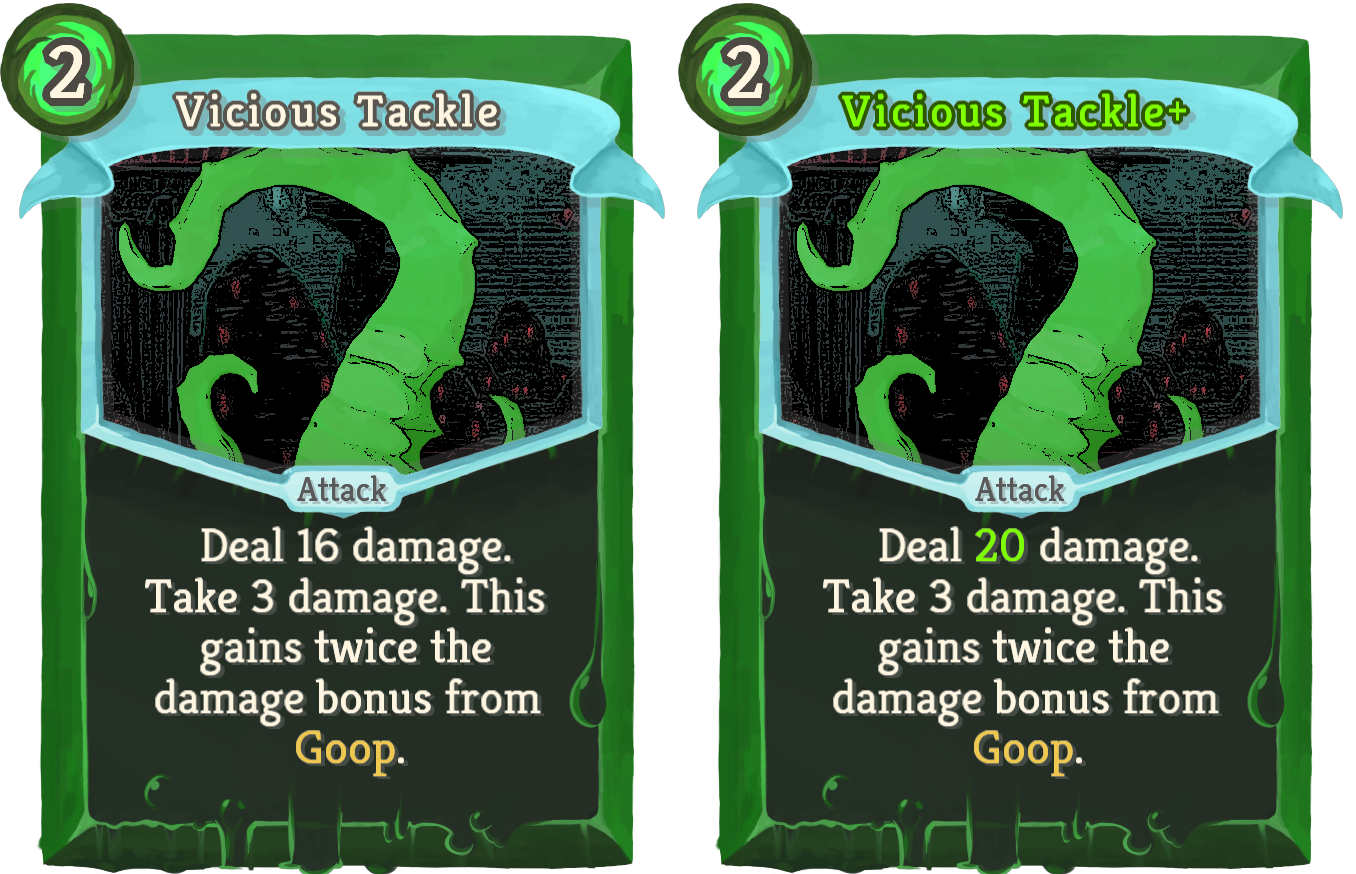 2
Vicious Tackle
Attack
Deal 16 damage.
Take 3 damage. This
gains twice the
damage bonus from
Goop.
2
Vicious Tackle+
Attack
Deal 20 damage.
Take 3 damage. This
gains twice the
damage bonus from
Goop.